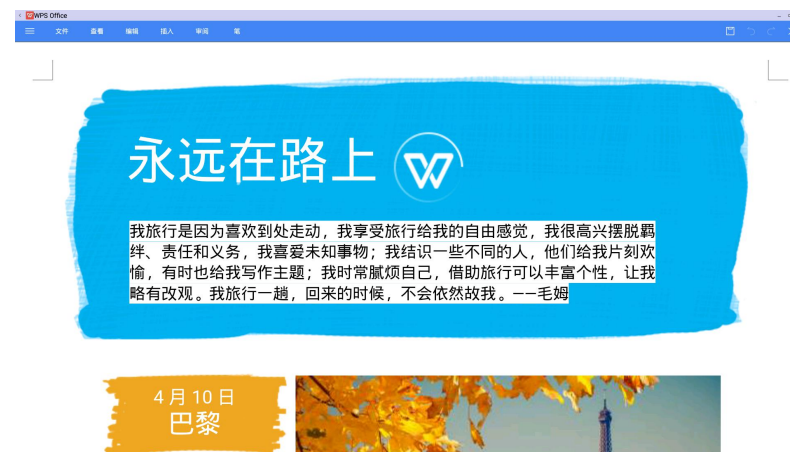 WPS Office
文件 查看 编辑 插入 审阅 笔
永远在路上
我旅行是因为喜欢到处走动，我享受旅行给我的自由感觉，我很高兴摆脱羁
绊、责任和义务，我喜爱未知事物；我结识一些不同的人，他们给我片刻欢
愉，有时也给我写作主题；我时常腻烦自己，借助旅行可以丰富个性，让我
略有改观。我旅行一趟，回来的时候，不会依然故我。——毛姆
4 月 10 日
巴黎